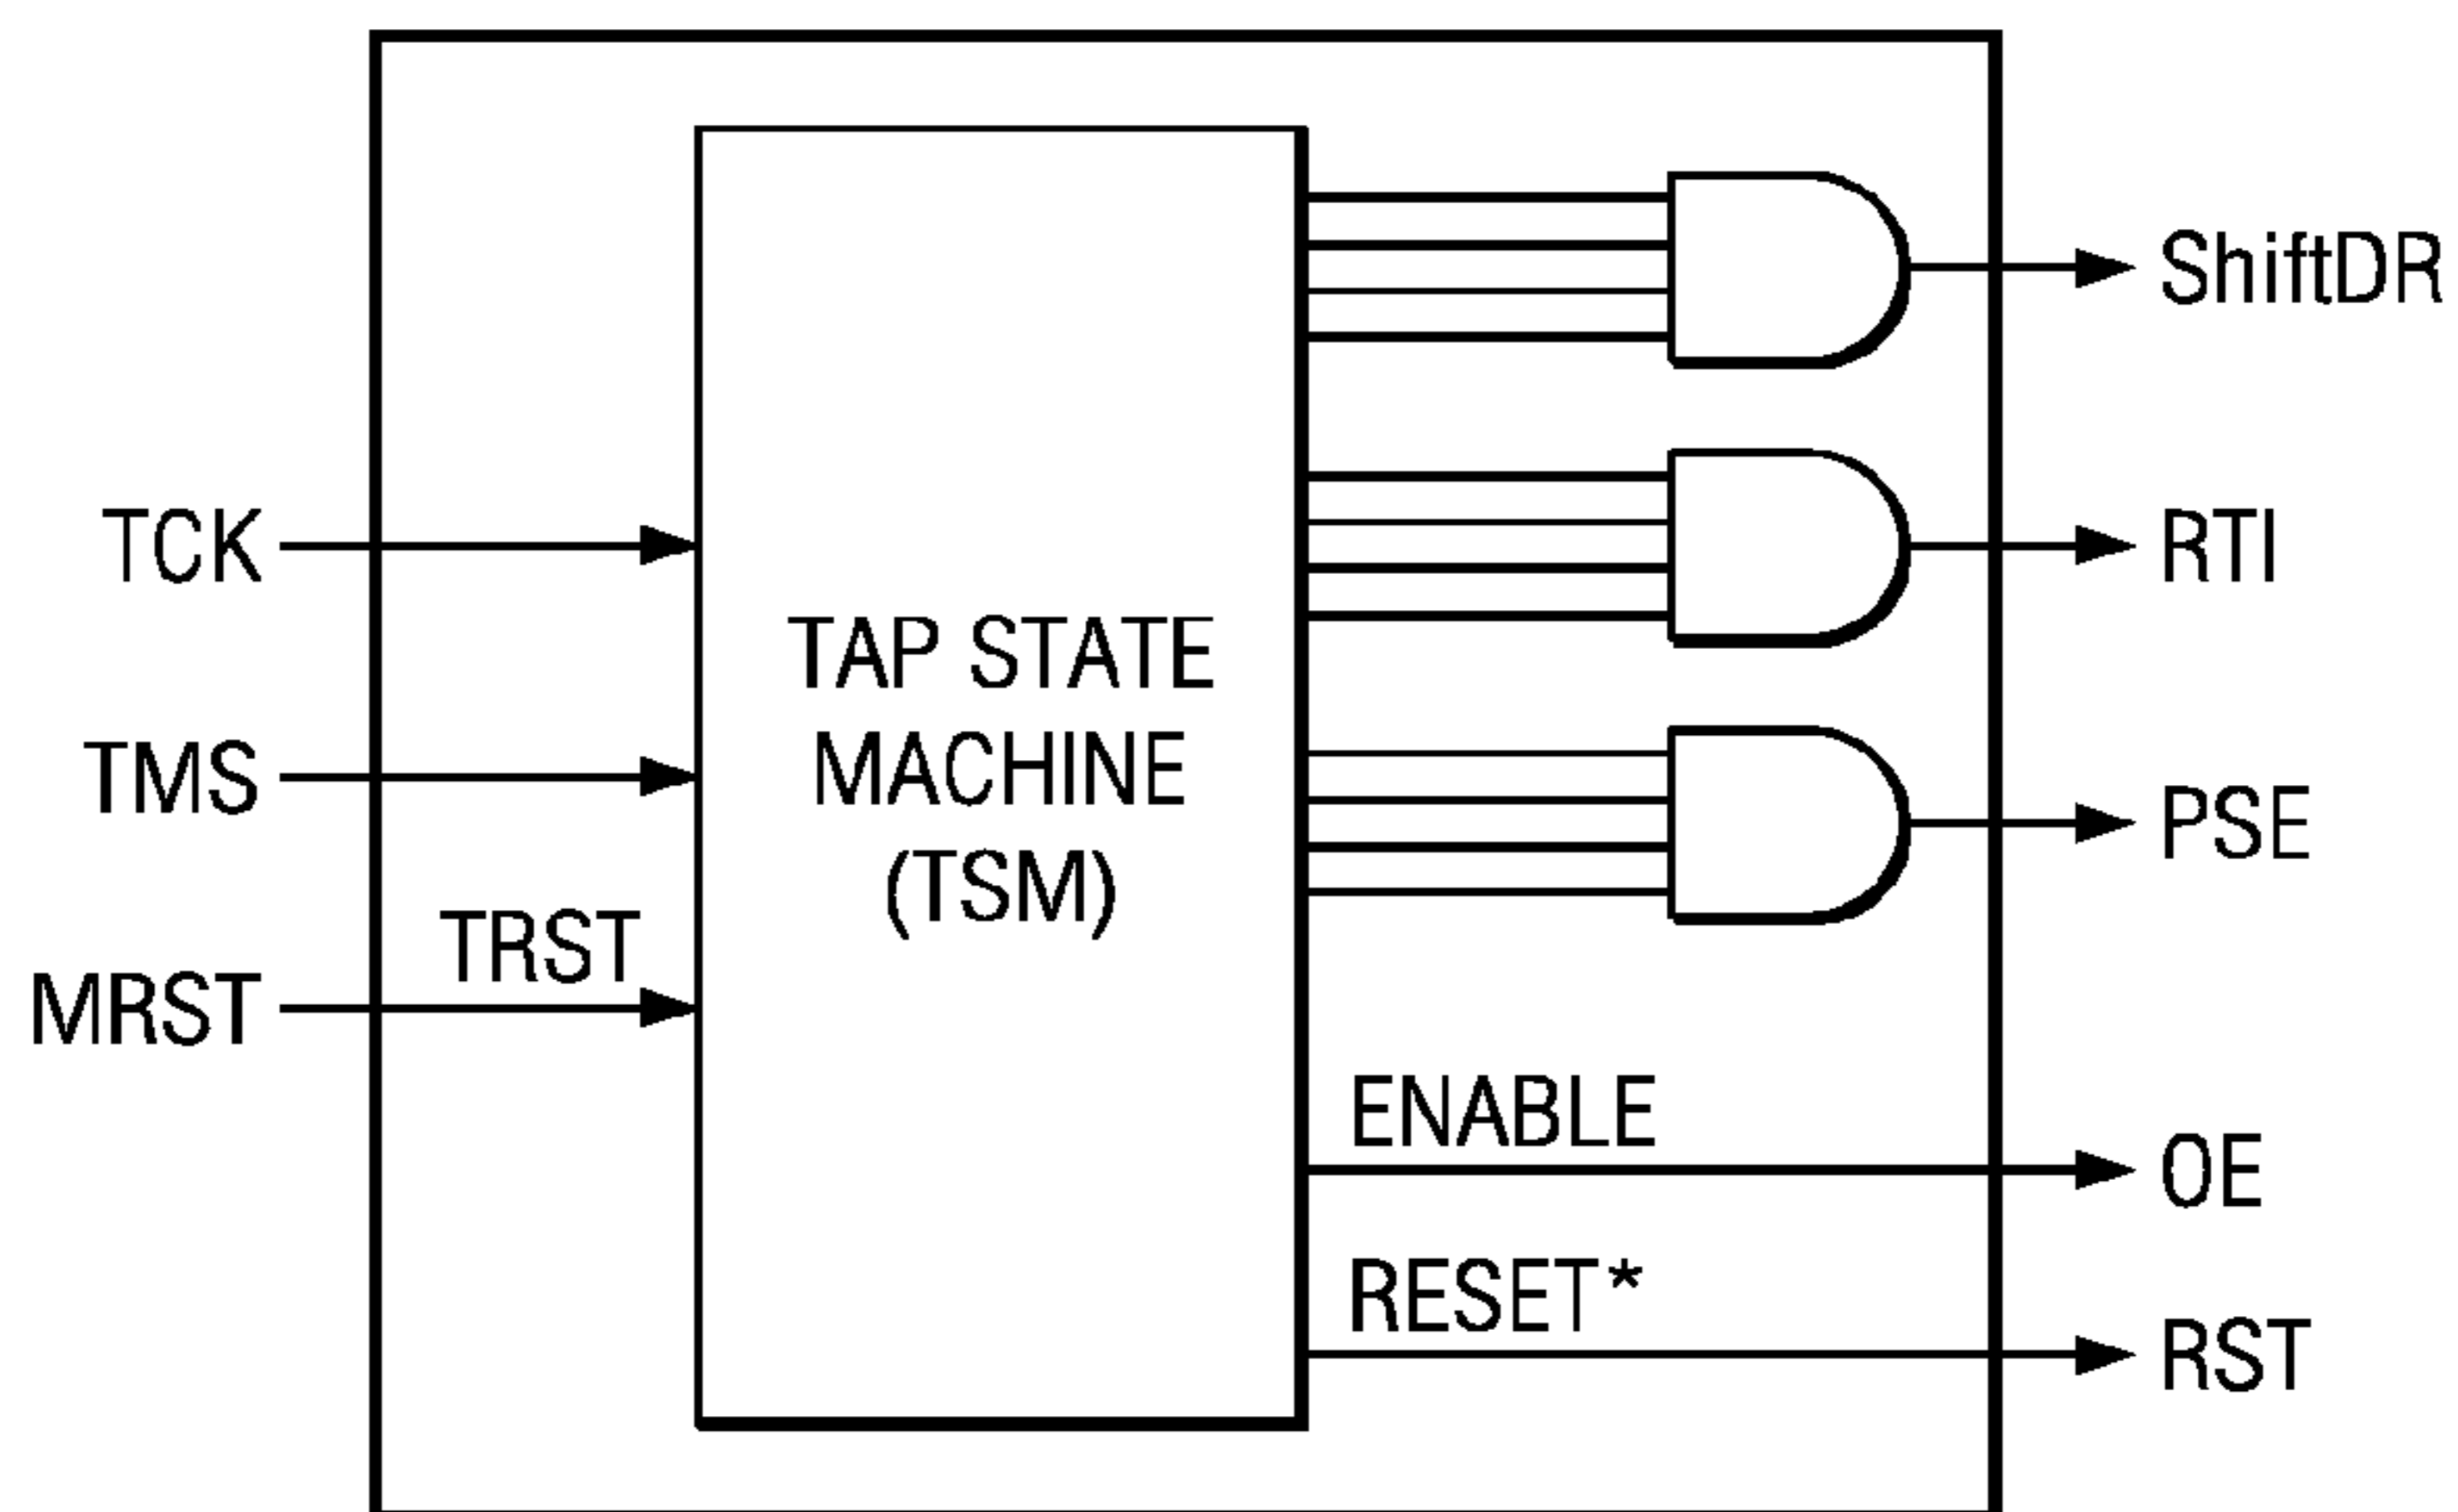 ShiftDR
TCK
RTI
TAP STATE
MACHINE
(TSM)
TMS
PSE
TRST
MRST
ENABLE
OE
RESET*
RST